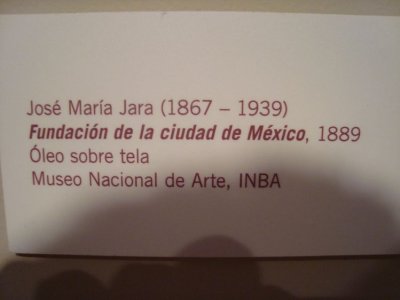 José María Jara (1867 – 1939)
Fundación de la ciudad de México, 1889
Óleo sobre tela
Museo Nacional de Arte, INBA